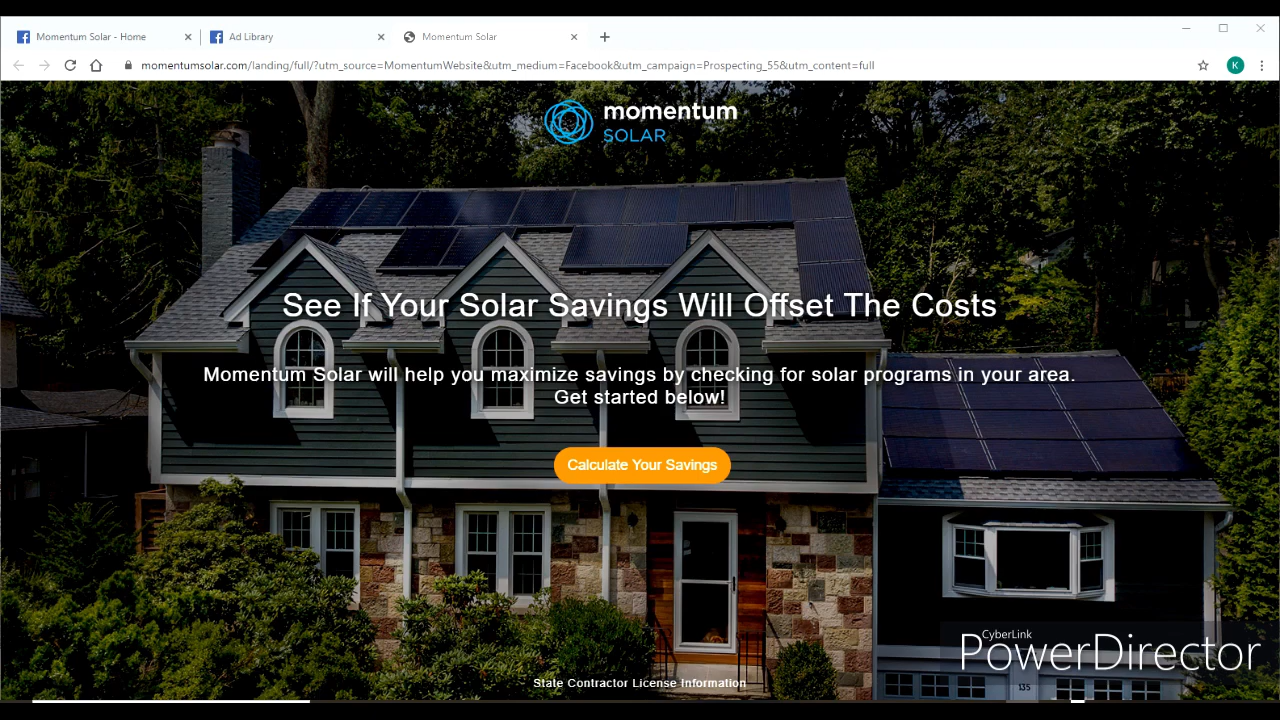 Momentum Solar - Home
Ad Library
Momentum Solar
momentumsolar.com/landing/full/?utm_source=MomentumWebsite&utm_medium=Facebook&utm_campaign=Prospecting_55&utm_content=full
K
momentum
SOLAR
See If Your Solar Savings Will Offset The Costs
Momentum Solar will help you maximize savings by checking for solar programs in your area.
Get started below!
Calculate Your Savings
CyberLink
PowerDirector
State Contractor License Information
135